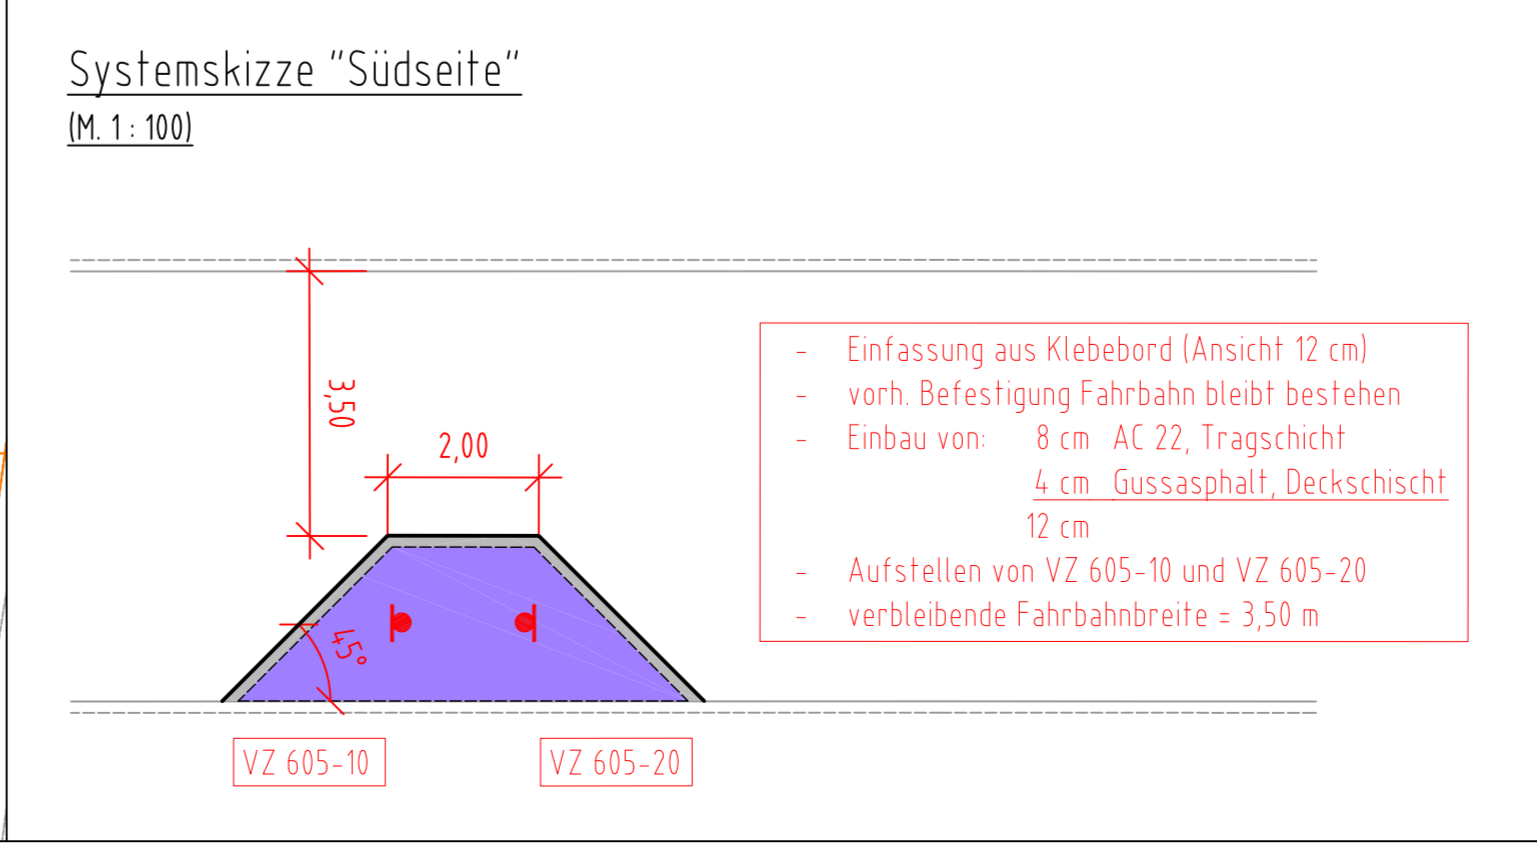 Systemskizze "Südseite"
(M. 1 : 100)
3,50
2,00
45°
VZ 605-10
VZ 605-20
- Einfassung aus Klebebord (Ansicht 12 cm)
- vorh. Befestigung Fahrbahn bleibt bestehen
- Einbau von: 8 cm AC 22, Tragschicht
4 cm Gussasphalt, Deckschischt
12 cm
- Aufstellen von VZ 605-10 und VZ 605-20
- verbleibende Fahrbahnbreite = 3,50 m